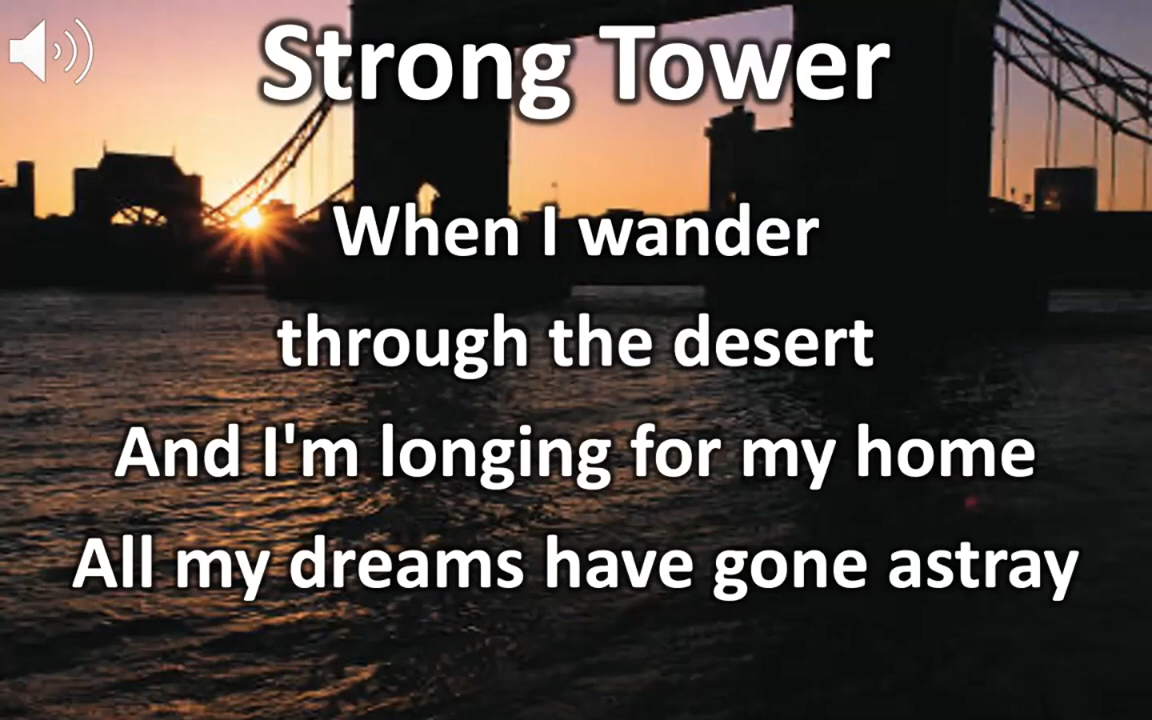 Strong Tower
When I wander
through the desert
And I'm longing for my home
All my dreams have gone astray